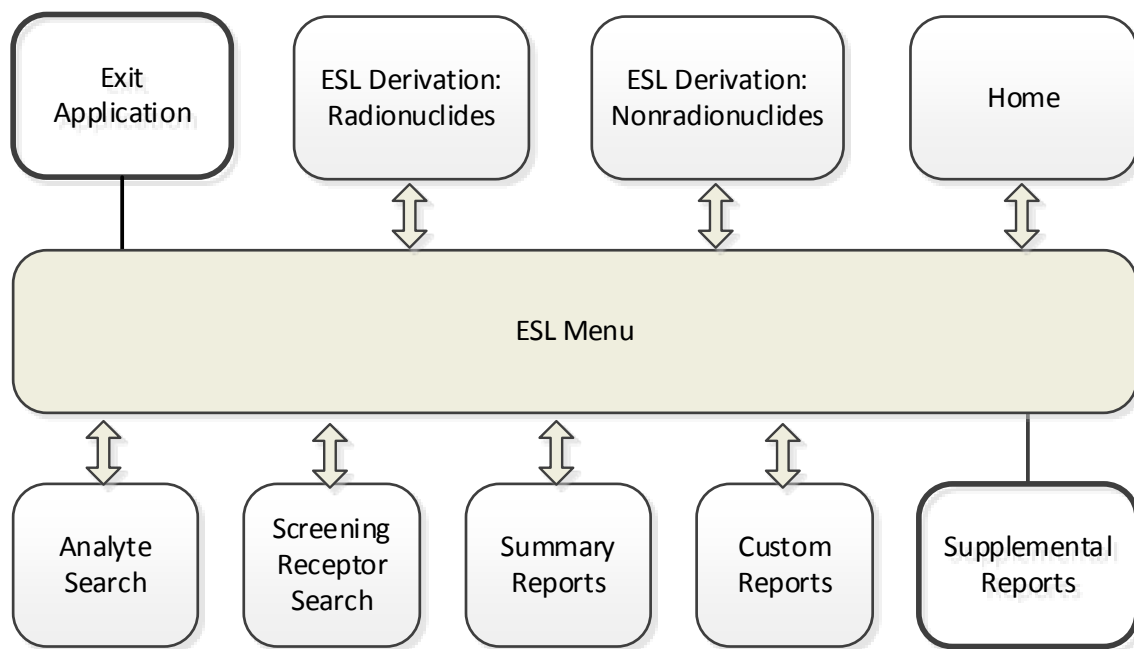 Exit
Application
ESL Derivation:
Radionuclides
ESL Derivation:
Nonradionuclides
Home
ESL Menu
Analyte
Search
Screening
Receptor
Search
Summary
Reports
Custom
Reports
Supplemental
Reports